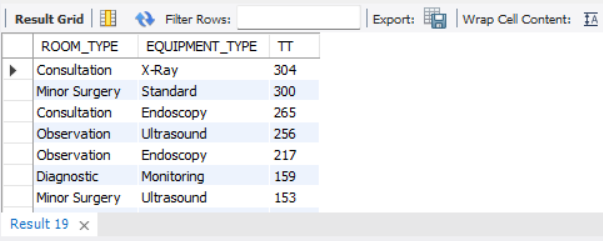 Result Grid Filter Rows: Export: Wrap Cell Content: IA
ROOM_TYPE EQUIPMENT_TYPE TT
Consultation X-Ray 304
Minor Surgery Standard 300
Consultation Endoscopy 265
Observation Ultrasound 256
Observation Endoscopy 217
Diagnostic Monitoring 159
Minor Surgery Ultrasound 153
Result 19